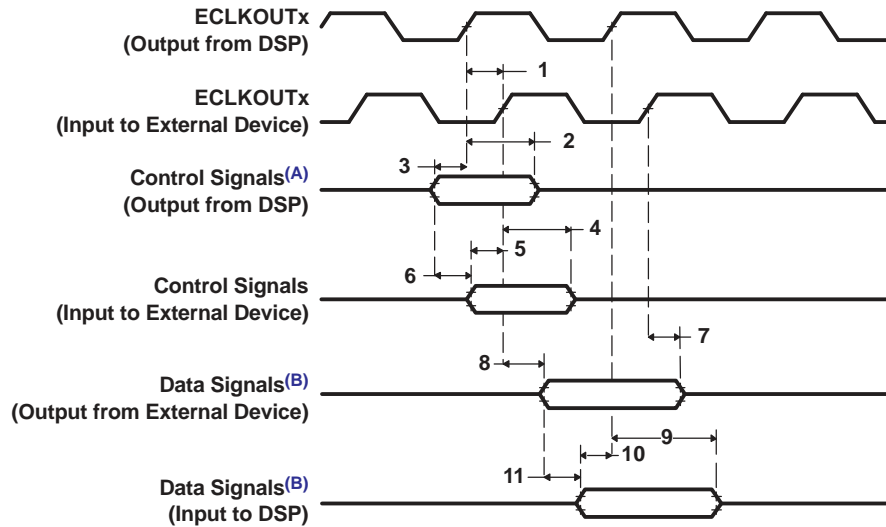 ECLKOUTx
(Output from DSP)
1
ECLKOUTx
(Input to External Device)
2
3
Control Signals(A)
(Output from DSP)
4
5
6
Control Signals
(Input to External Device)
7
8
Data Signals(B)
(Output from External Device)
9
10
11
Data Signals(B)
(Input to DSP)